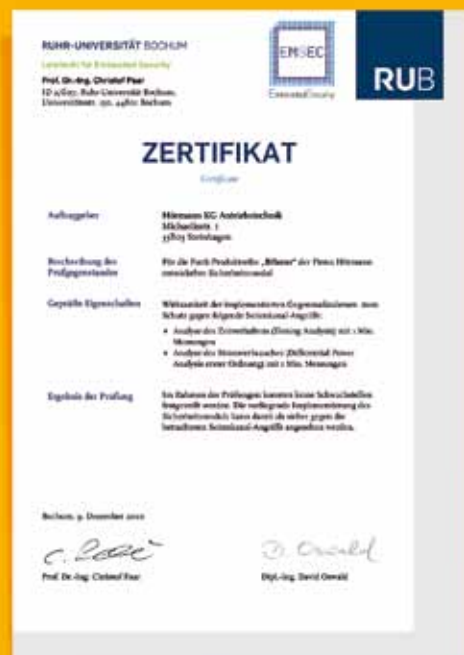 RUHR-UNIVERSITÄT BOCHUM
Lehrstuhl für Embedded Security
Prof. Dr.-Ing. Christof Paar
Ruhr-Universität Bochum,
Universitätsstr. 150, 44801 Bochum
EMSEC
Embedded Security
RUB
ZERTIFIKAT
Certificate
Auftraggeber
Hörmann KG Antriebstechnik
Michaelisstr. 1
33803 Steinhagen
Beschreibung des
Prüfgegenstandes
Für die Funk-Produktreihe „BiSecur“ der Firma Hörmann
entwickeltes Sicherheitsmodul
Geprüfte Eigenschaften
Wirksamkeit der implementierten Gegenmaßnahmen zum
Schutz gegen folgende Seitenkanal-Angriffe:
• Analyse des Zeitverhaltens (Timing Analysis) mit 1 Mio.
Messungen
• Analyse des Stromverbrauches (Differential Power
Analysis erster Ordnung) mit 1 Mio. Messungen
Ergebnis der Prüfung
Im Rahmen der Prüfungen konnten keine Schwachstellen
festgestellt werden. Die vorliegende Implementierung des
Sicherheitsmoduls kann damit als sicher gegen die
betrachteten Seitenkanal-Angriffe angesehen werden.
Bochum, 9. Dezember
Prof. Dr.-Ing. Christof Paar
D. Oswald
Dipl.-Ing. David Oswald